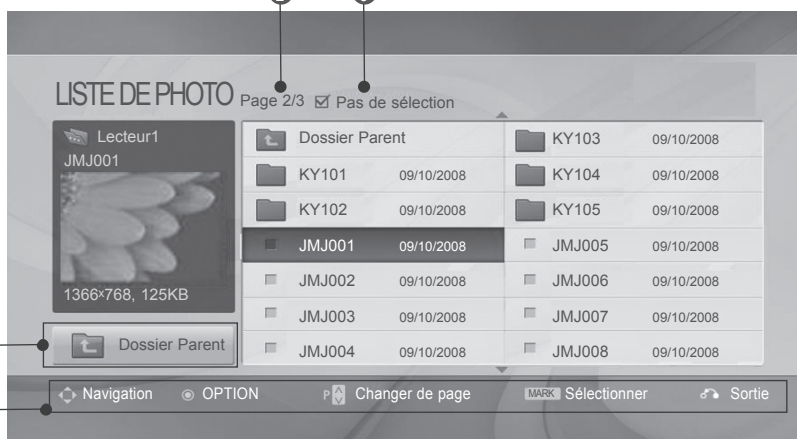 LISTE DE PHOTO Page 2/3 Pas de sélection
Lecteur1
JMJ001
1366x768, 125KB
Dossier Parent
Dossier Parent
KY101 09/10/2008
KY102 09/10/2008
JMJ001 09/10/2008
JMJ002 09/10/2008
JMJ003 09/10/2008
JMJ004 09/10/2008
KY103 09/10/2008
KY104 09/10/2008
KY105 09/10/2008
JMJ005 09/10/2008
JMJ006 09/10/2008
JMJ007 09/10/2008
JMJ008 09/10/2008
Navigation OPTION P Changer de page MARK Sélectionner Sortie